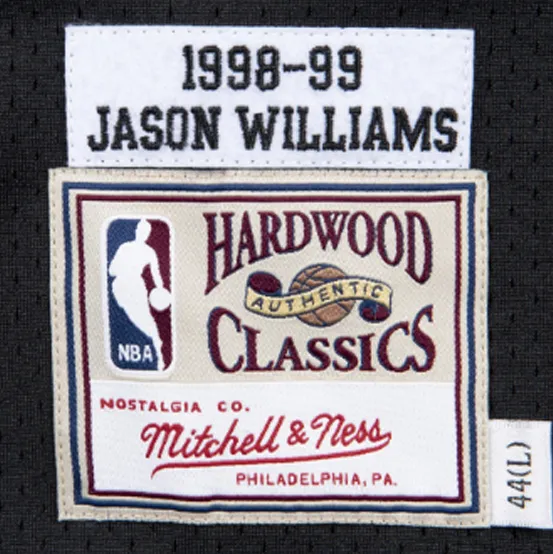 1998-99
JASON WILLIAMS
NBA
HARDWOOD
AUTHENTIC
CLASSICS
NOSTALGIA CO.
Mitchell & Ness
PHILADELPHIA, PA.
44(L)